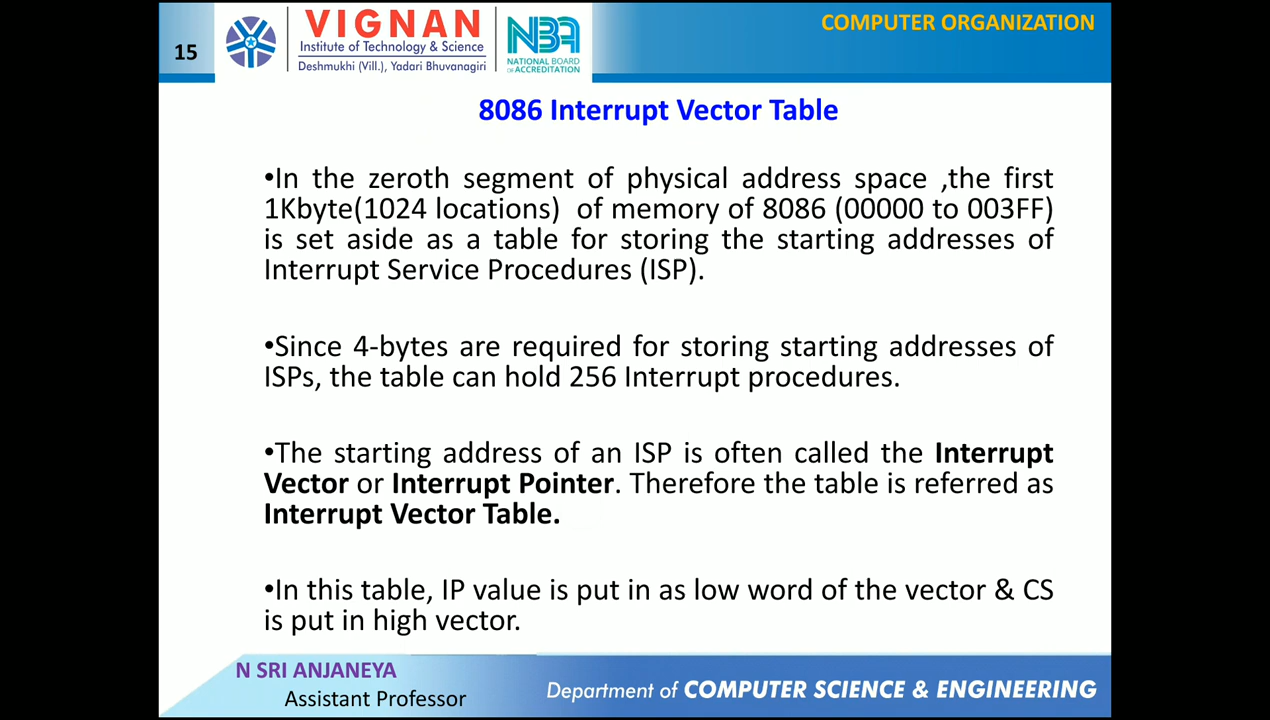 15
VIGNAN
Institute of Technology & Science
Deshmukhi (Vill.), Yadari Bhuvanagiri
NBA
NATIONAL BOARD
OF ACCREDITATION
COMPUTER ORGANIZATION
8086 Interrupt Vector Table
•In the zeroth segment of physical address space ,the first
1Kbyte(1024 locations) of memory of 8086 (00000 to 003FF)
is set aside as a table for storing the starting addresses of
Interrupt Service Procedures (ISP).
•Since 4-bytes are required for storing starting addresses of
ISPs, the table can hold 256 Interrupt procedures.
•The starting address of an ISP is often called the Interrupt
Vector or Interrupt Pointer. Therefore the table is referred as
Interrupt Vector Table.
•In this table, IP value is put in as low word of the vector & CS
is put in high vector.
N SRI ANJANEYA
Assistant Professor
Department of COMPUTER SCIENCE & ENGINEERING